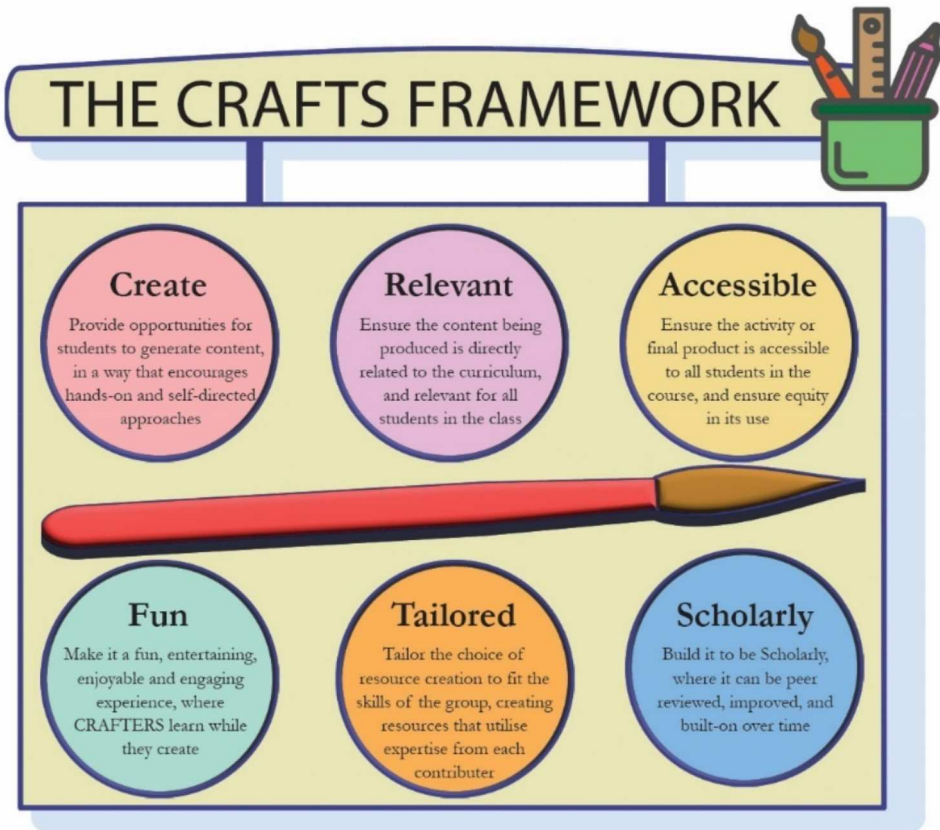 THE CRAFTS FRAMEWORK
Create
Provide opportunities for
students to generate content,
in a way that encourages
hands-on and self-directed
approaches
Relevant
Ensure the content being
produced is directly
related to the curriculum,
and relevant for all
students in the class
Accessible
Ensure the activity or
final product is accessible
to all students in the
course, and ensure equity
in its use
Fun
Make it a fun, entertaining,
enjoyable and engaging
experience, where
CRAFTERS learn while
they create
Tailored
Tailor the choice of
resource creation to fit the
skills of the group, creating
resources that utilise
expertise from each
contributer
Scholarly
Build it to be Scholarly,
where it can be peer
reviewed, improved, and
built-on over time